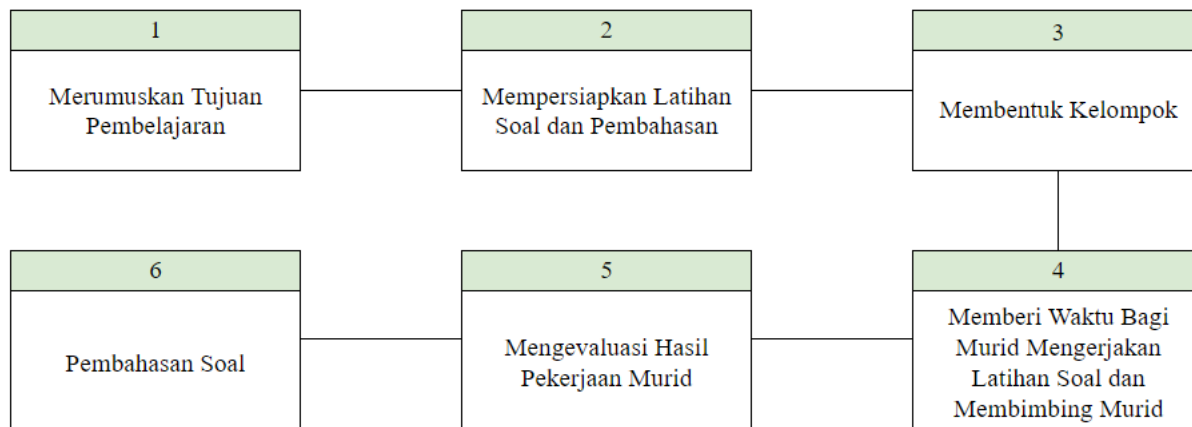 1
Merumuskan Tujuan
Pembelajaran
2
Mempersiapkan Latihan
Soal dan Pembahasan
3
Membentuk Kelompok
4
Memberi Waktu Bagi
Murid Mengerjakan
Latihan Soal dan
Membimbing Murid
5
Mengevaluasi Hasil
Pekerjaan Murid
6
Pembahasan Soal